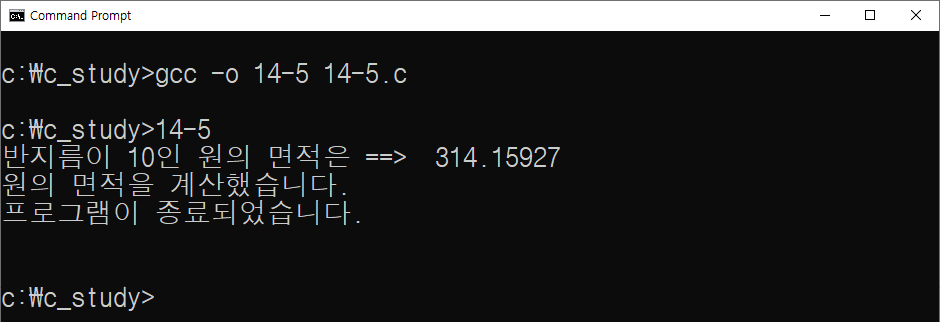 Command Prompt
c:₩c_study>gcc -o 14-5 14-5.c
c:₩c_study>14-5
반지름이 10인 원의 면적은 ==>  314.15927
원의 면적을 계산했습니다.
프로그램이 종료되었습니다.
c:₩c_study>